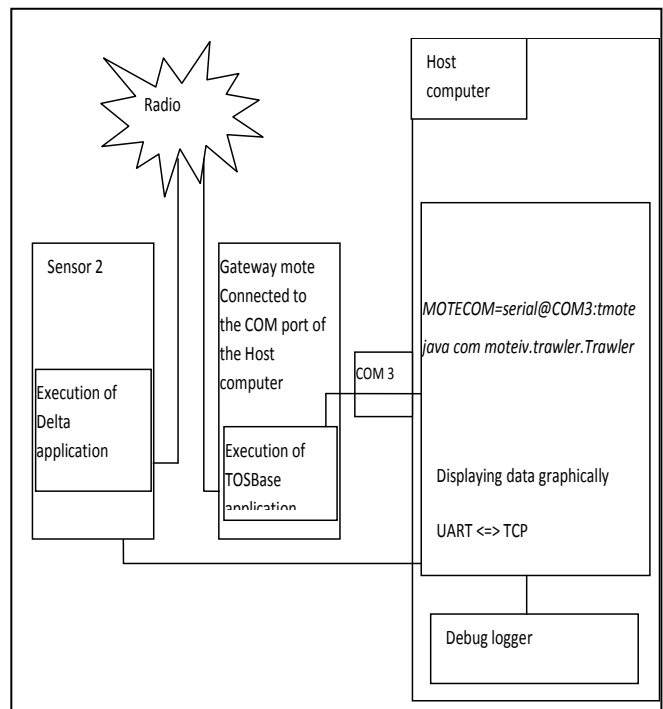 Radio
Host
computer
Sensor 2
Execution of
Delta
application
Gateway mote
Connected to
the COM port of
the Host
computer
Execution of
TOSBase
application
COM 3
MOTECOM=serial@COM3:tmote
java com moteiv.trawler.Trawler
Displaying data graphically
UART <=> TCP
Debug logger